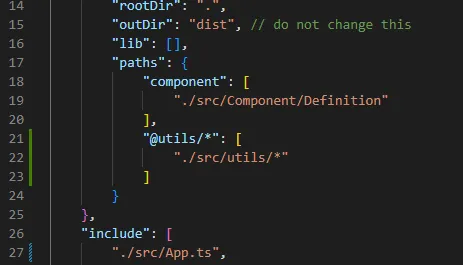 14 "rootDir": ".",
15 "outDir": "dist", // do not change this
16 "lib": [],
17 "paths": {
18 "component": [
19 "./src/Component/Definition"
20 ],
21 "@utils/*": [
22 "./src/utils/*"
23 ]
24 }
25 },
26 "include": [
27 "./src/App.ts",